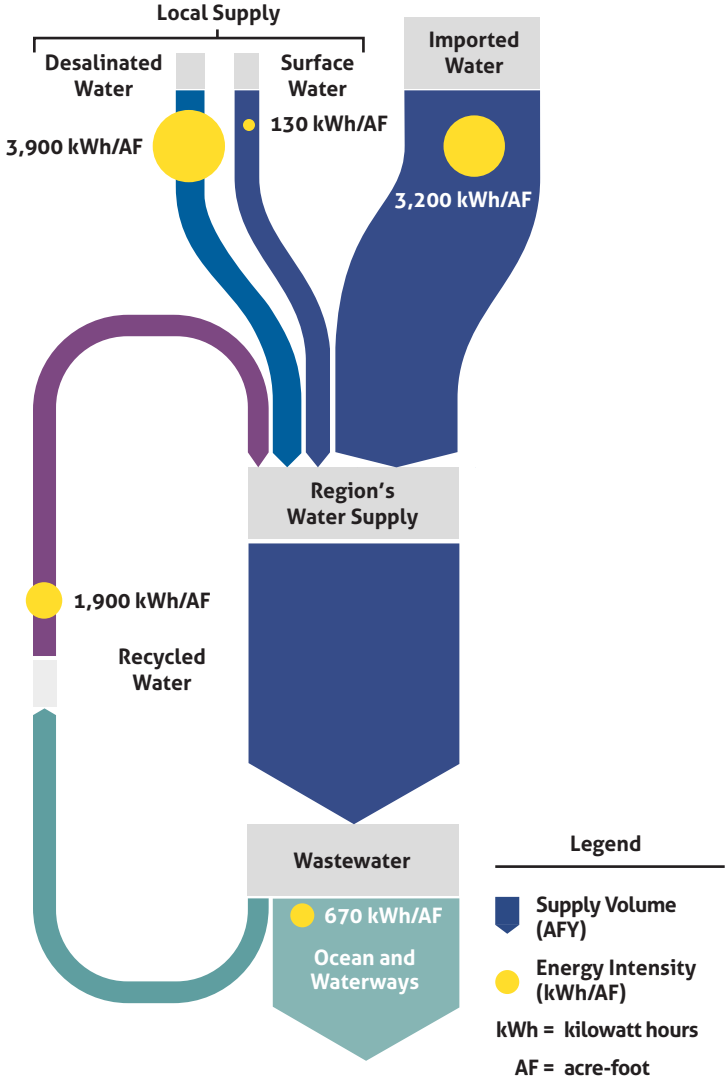 Local Supply
Desalinated
Water
Surface
Water
Imported
Water
3,900 kWh/AF
130 kWh/AF
3,200 kWh/AF
Region's
Water Supply
1,900 kWh/AF
Recycled
Water
Wastewater
670 kWh/AF
Ocean and
Waterways
Legend
Supply Volume
(AFY)
Energy Intensity
(kWh/AF)
kWh = kilowatt hours
AF = acre-foot